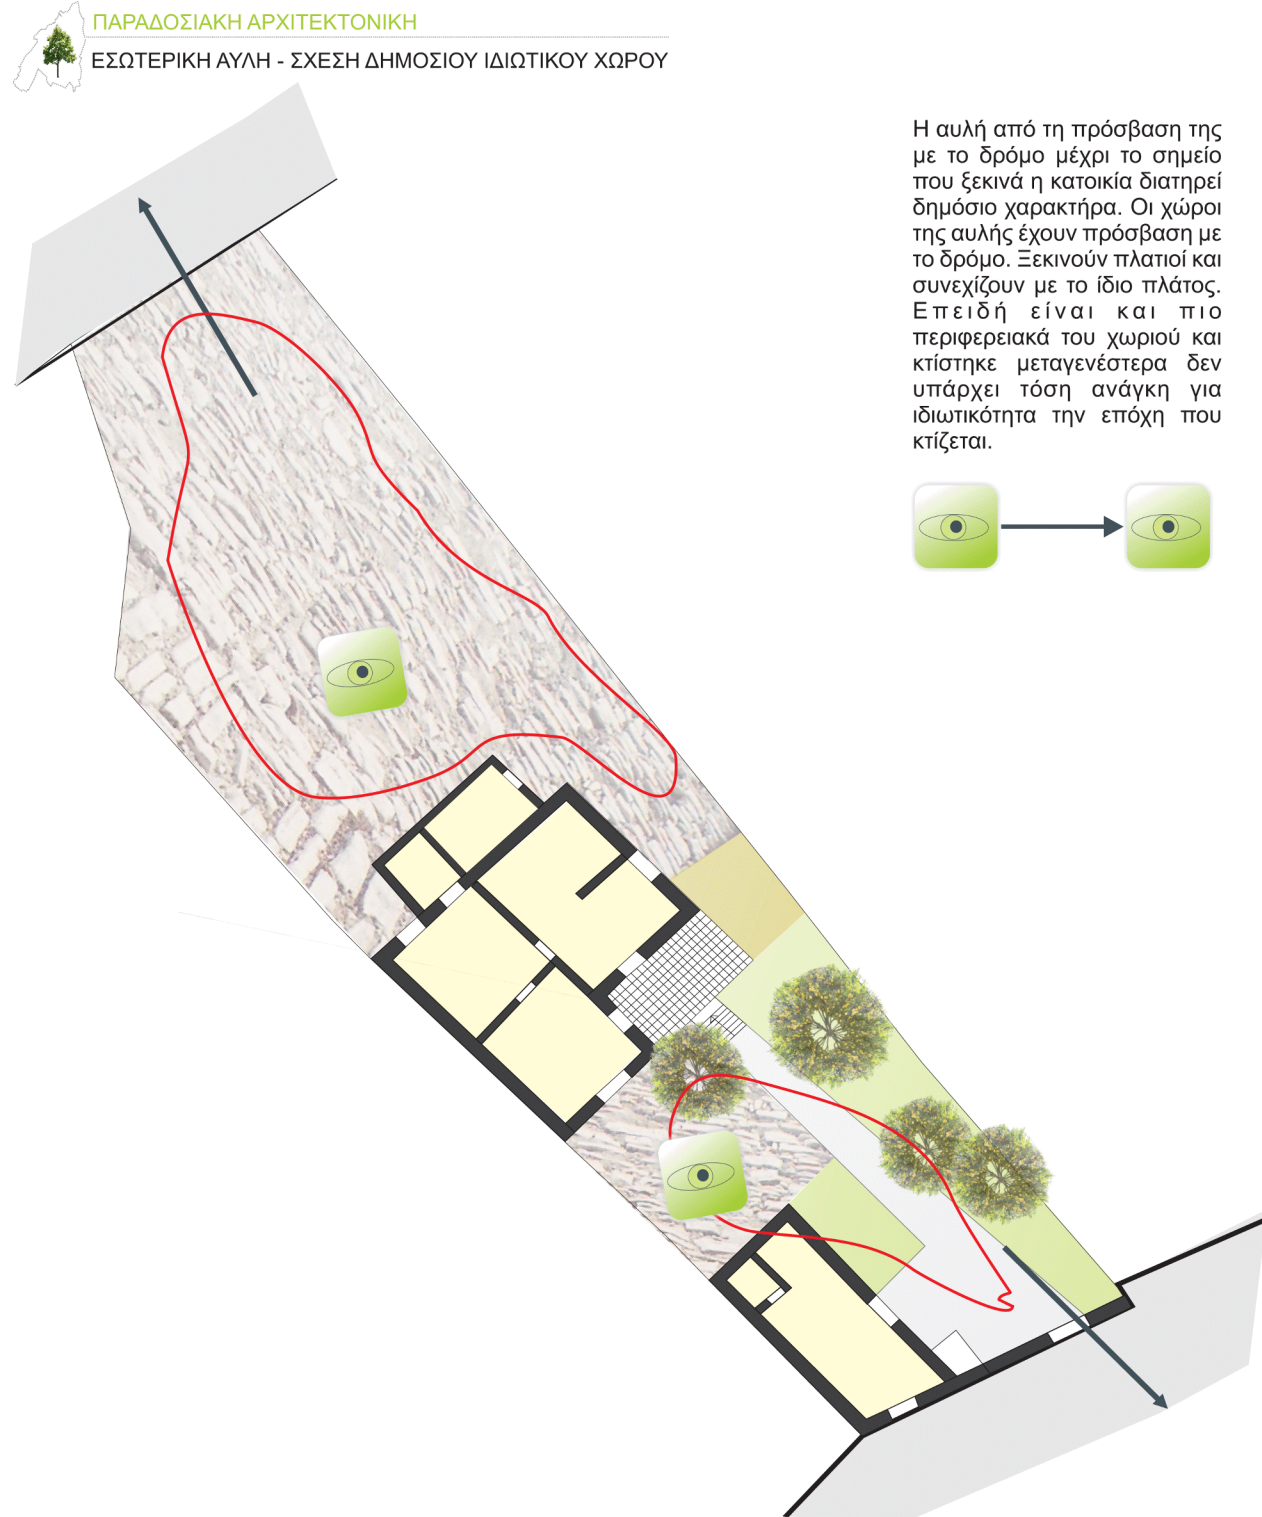 ΠΑΡΑΔΟΣΙΑΚΗ ΑΡΧΙΤΕΚΤΟΝΙΚΗ
ΕΣΩΤΕΡΙΚΗ ΑΥΛΗ - ΣΧΕΣΗ ΔΗΜΟΣΙΟΥ ΙΔΙΩΤΙΚΟΥ ΧΩΡΟΥ
Η αυλή από τη πρόσβαση της
με το δρόμο μέχρι το σημείο
που ξεκινά η κατοικία διατηρεί
δημόσιο χαρακτήρα. Οι χώροι
της αυλής έχουν πρόσβαση με
το δρόμο. Ξεκινούν πλατιοί και
συνεχίζουν με το ίδιο πλάτος.
Επειδή είναι και πιο
περιφερειακά του χωριού και
κτίστηκε μεταγενέστερα δεν
υπάρχει τόση ανάγκη για
ιδιωτικότητα την επόχη που
κτίζεται.